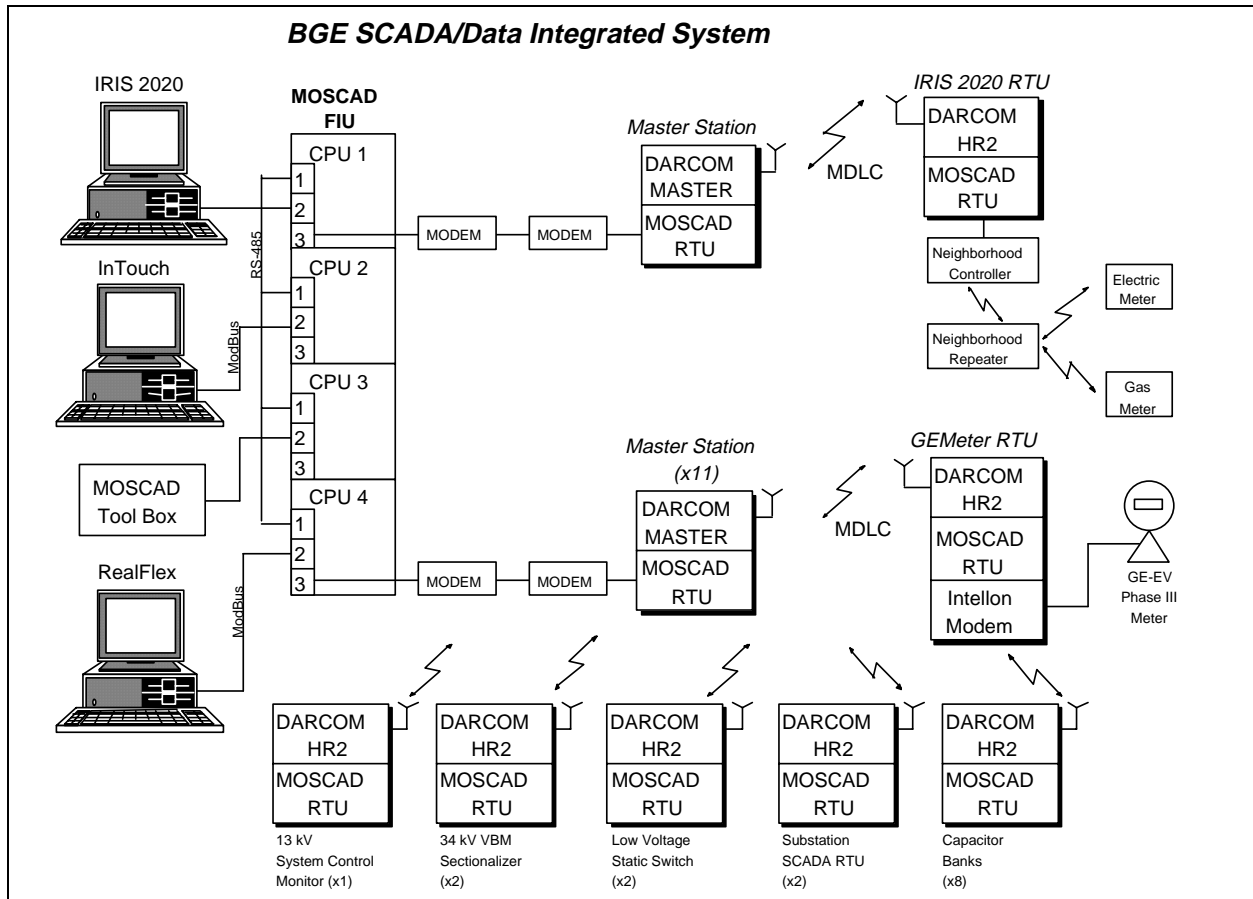 BGE SCADA/Data Integrated System
IRIS 2020
MOSCAD
FIU
CPU 1
1
2
3
RS-485
InTouch
CPU 2
1
2
3
ModBus
CPU 3
1
2
3
MOSCAD
Tool Box
CPU 4
1
2
3
RealFlex
ModBus
MODEM
MODEM
Master Station
DARCOM
MASTER
MOSCAD
RTU
MDLC
IRIS 2020 RTU
DARCOM
HR2
MOSCAD
RTU
Neighborhood
Controller
Neighborhood
Repeater
Electric
Meter
Gas
Meter
MODEM
MODEM
Master Station
(x11)
DARCOM
MASTER
MOSCAD
RTU
MDLC
GEMeter RTU
DARCOM
HR2
MOSCAD
RTU
Intellon
Modem
GE-EV
Phase III
Meter
DARCOM
HR2
MOSCAD
RTU
13 kV
System Control
Monitor (x1)
DARCOM
HR2
MOSCAD
RTU
34 kV VBM
Sectionalizer
(x2)
DARCOM
HR2
MOSCAD
RTU
Low Voltage
Static Switch
(x2)
DARCOM
HR2
MOSCAD
RTU
Substation
SCADA RTU
(x2)
DARCOM
HR2
MOSCAD
RTU
Capacitor
Banks
(x8)